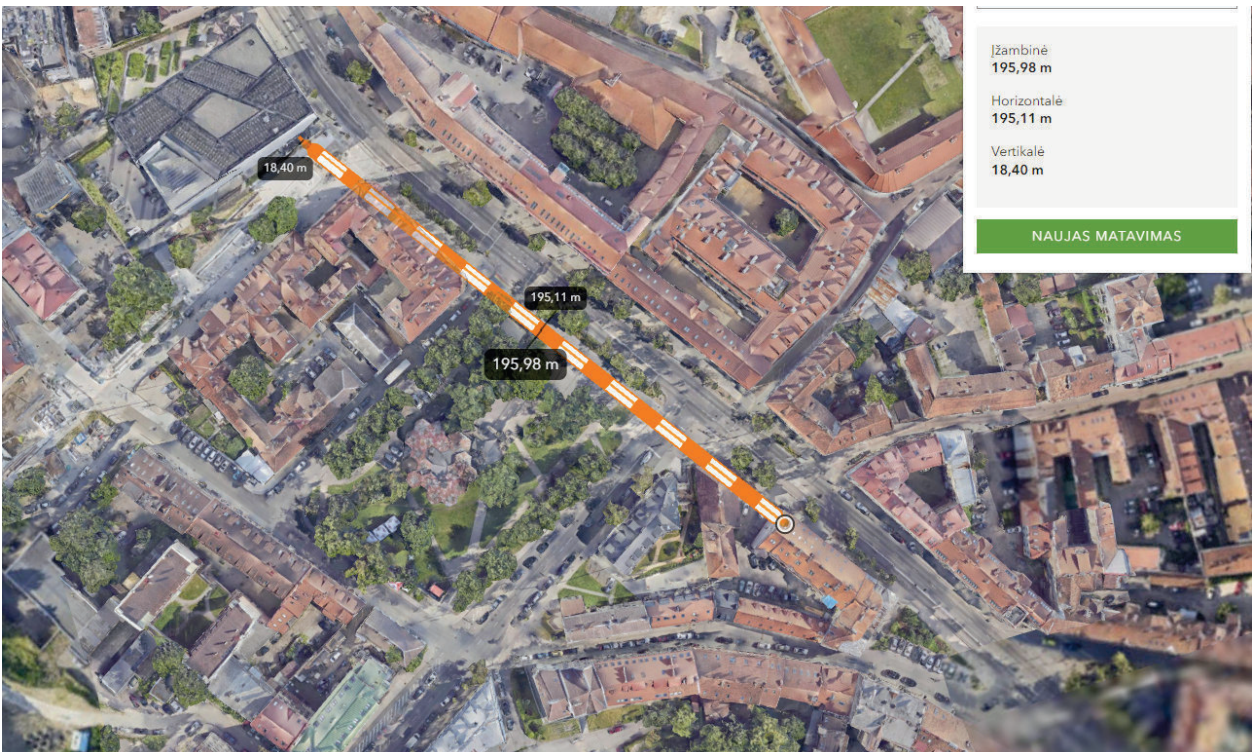 Įžambinė
195,98 m
Horizontalė
195,11 m
Vertikalė
18,40 m
NAUJAS MATAVIMAS
18,40 m
195,11 m
195,98 m